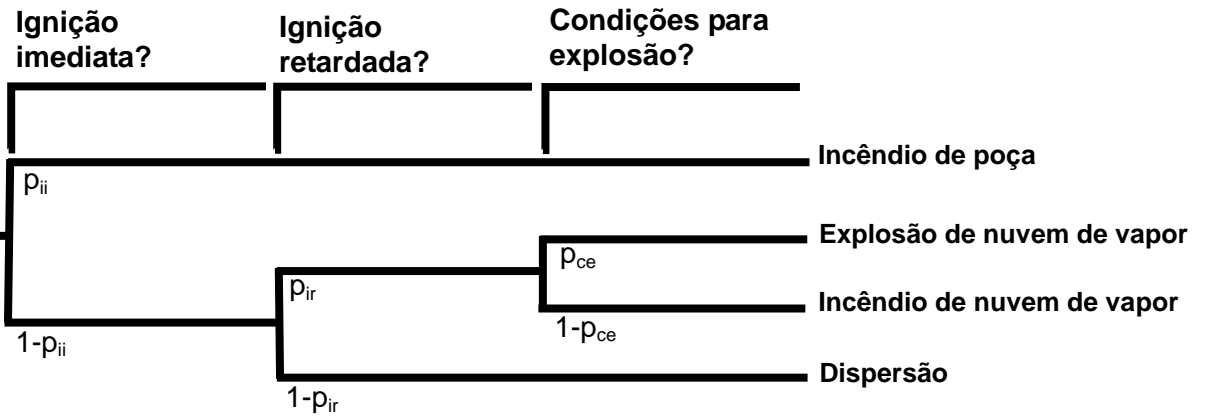 Ignição
imediata?
Ignição
retardada?
Condições para
explosão?
Incêndio de poça
pii
Explosão de nuvem de vapor
pce
pir
Incêndio de nuvem de vapor
1-pii
1-pce
Dispersão
1-pir